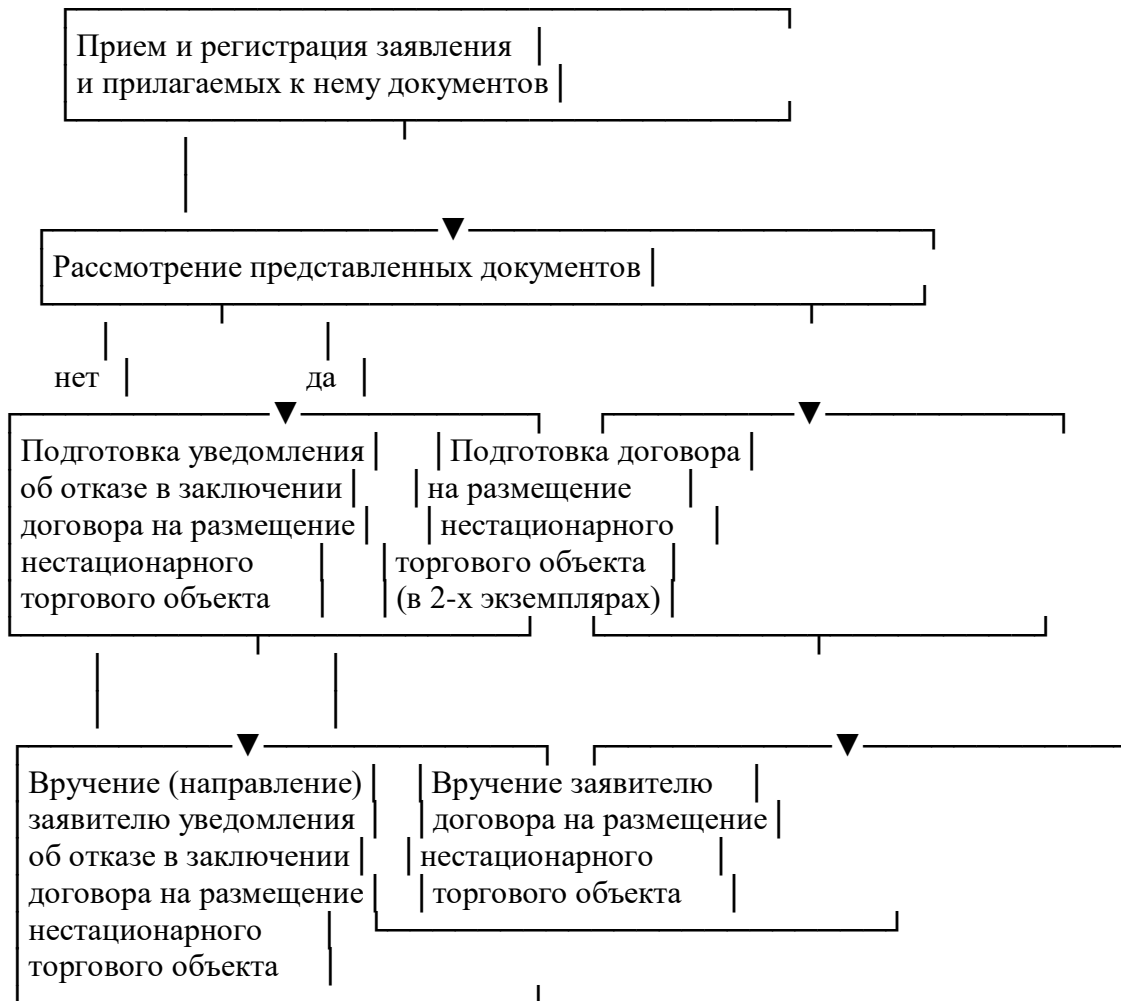 Прием и регистрация заявления
и прилагаемых к нему документов
Рассмотрение представленных документов
нет да
Подготовка уведомления
об отказе в заключении
договора на размещение
нестационарного
торгового объекта
Подготовка договора
на размещение
нестационарного
торгового объекта
(в 2-х экземплярах)
Вручение (направление)
заявителю уведомления
об отказе в заключении
договора на размещение
нестационарного
торгового объекта
Вручение заявителю
договора на размещение
нестационарного
торгового объекта